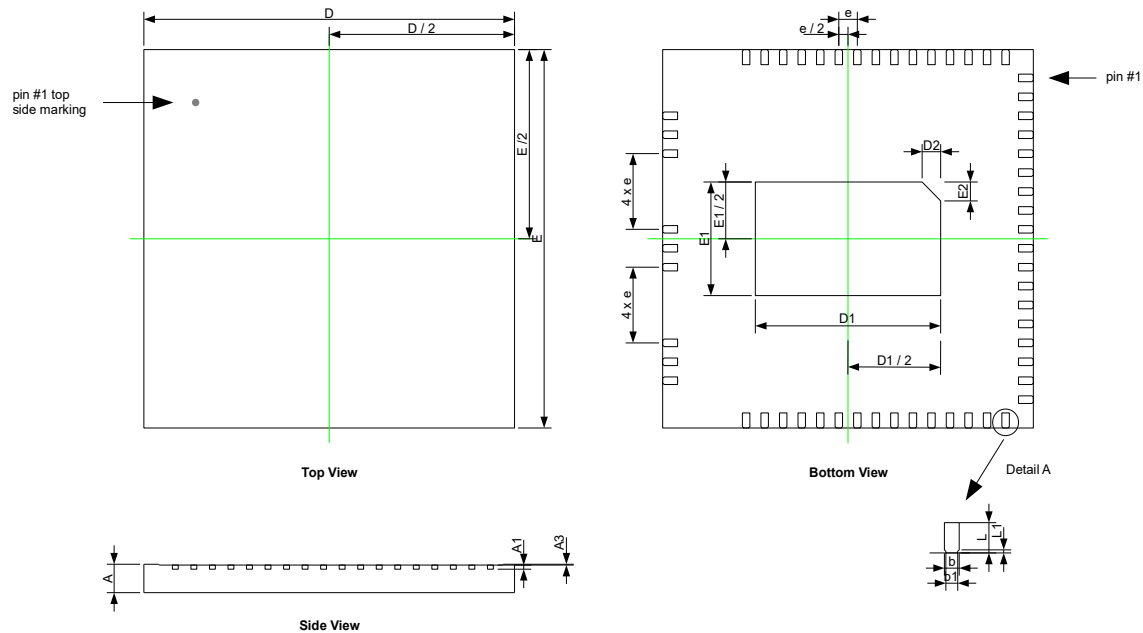 D
D / 2
pin #1 top
side marking
E /2
E
Top View
e
e / 2
pin #1
D2
E2
4 x e
E1 / 2
E1
4 x e
D1
D1 / 2
Bottom View
Detail A
A
A1
A3
Side View
L
L1
b
b1